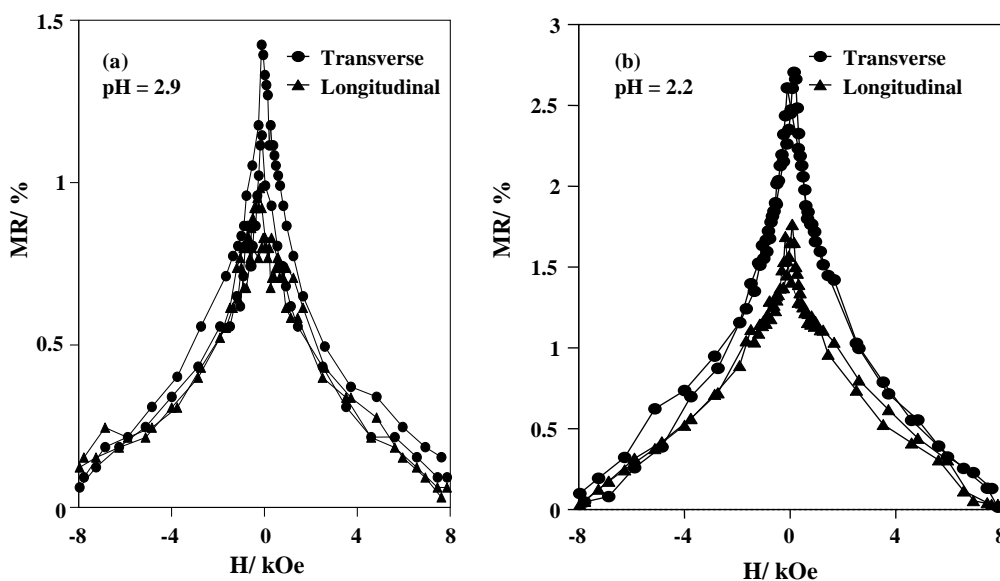 1.5
(a)
pH = 2.9
Transverse
Longitudinal
1
0.5
0
MR/ %
-8
-4
0
4
8
H/ kOe
3
(b)
pH = 2.2
Transverse
Longitudinal
2.5
2
1.5
1
0.5
0
MR/ %
-8
-4
0
4
8
H/ kOe